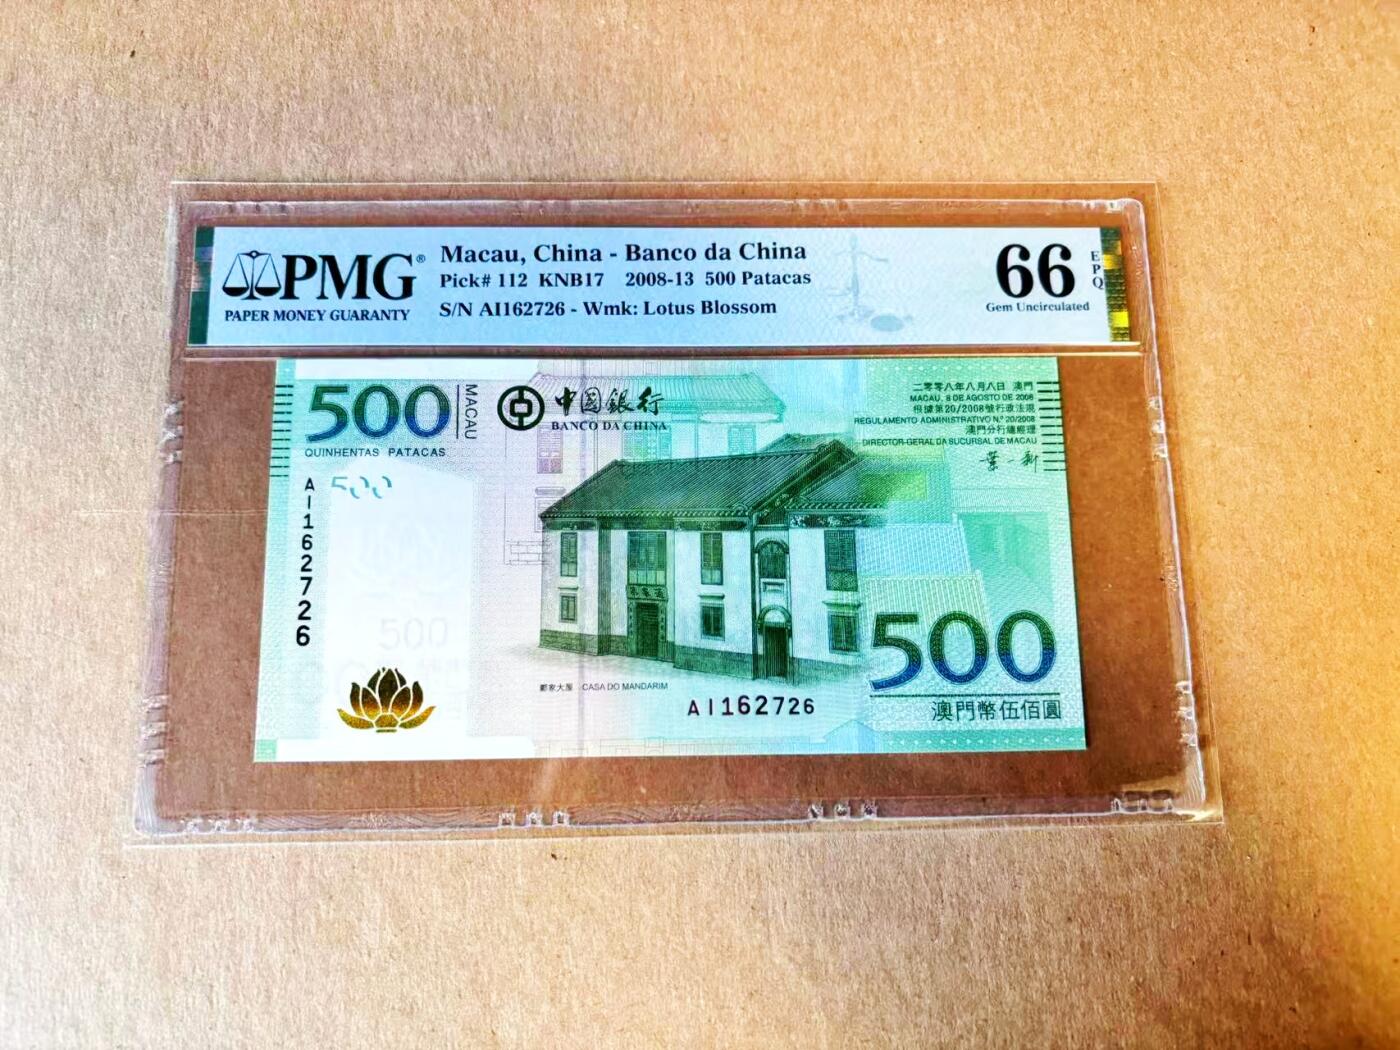 PMG®
PAPER MONEY GUARANTY
Macau, China - Banco da China
Pick# 112 KNB17 2008-13 500 Patacas
S/N AI162726 - Wmk: Lotus Blossom
66
EPQ
Gem Uncirculated
500
MACAU
QUINHENTAS PATACAS
中國銀行
BANCO DA CHINA
二零零八年八月八日 澳門
MACAU, 8 DE AGOSTO DE 2008
根據第20/2008號行政法規
REGULAMENTO ADMINISTRATIVO N.º 20/2008
澳門分行總經理
DIRECTOR-GERAL DA SUCURSAL DE MACAU
AI162726
500
500
鄭家大屋 CASA DO MANDARIM
AI162726
500
澳門幣伍佰圓